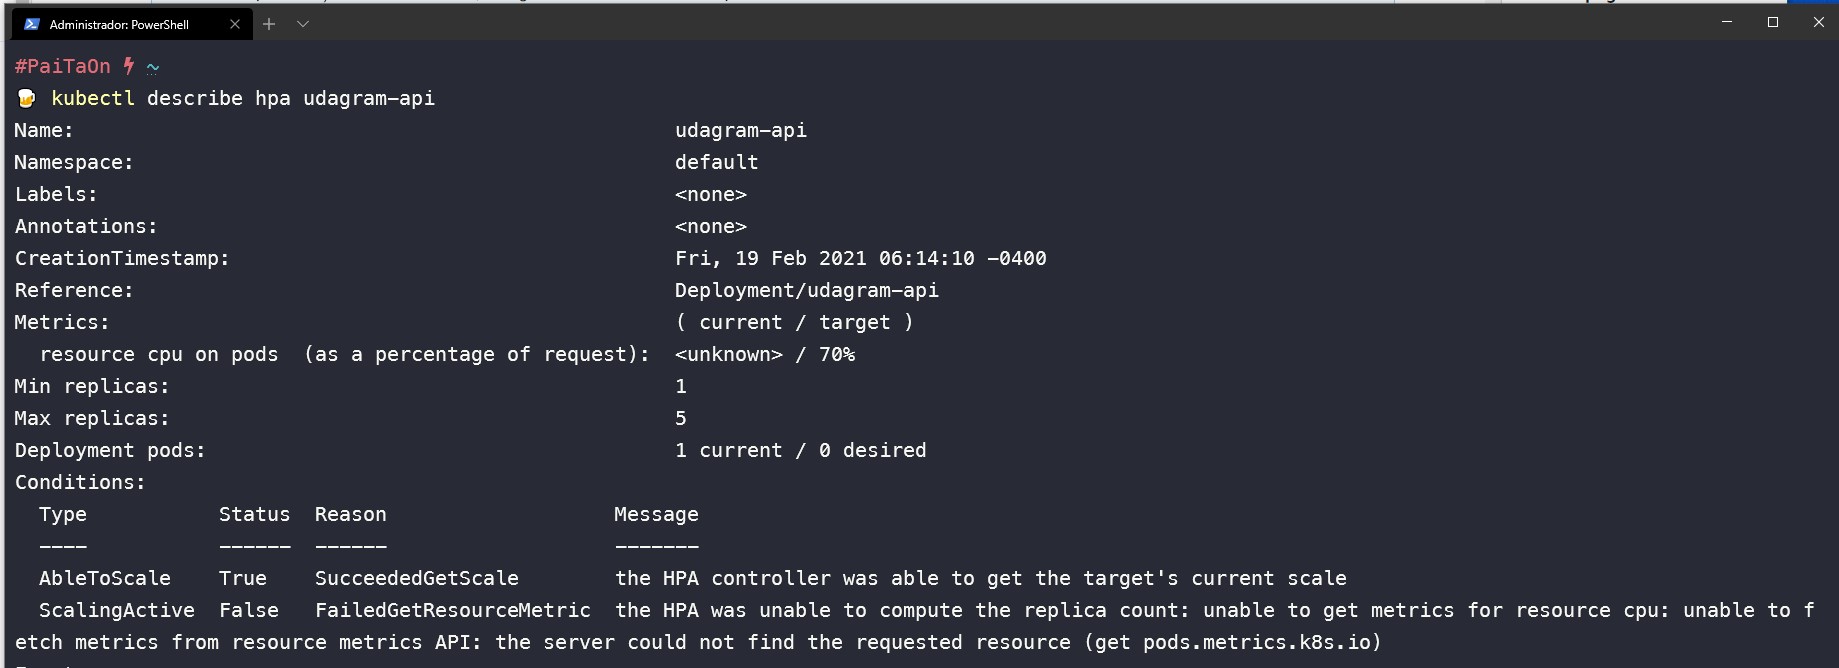 Administrador: PowerShell
#PaiTaOn ⚡ ~
🍺 kubectl describe hpa udagram-api
Name: udagram-api
Namespace: default
Labels: <none>
Annotations: <none>
CreationTimestamp: Fri, 19 Feb 2021 06:14:10 -0400
Reference: Deployment/udagram-api
Metrics: ( current / target )
resource cpu on pods (as a percentage of request): <unknown> / 70%
Min replicas: 1
Max replicas: 5
Deployment pods: 1 current / 0 desired
Conditions:
Type Status Reason Message
---- ------ ------ -------
AbleToScale True SucceededGetScale the HPA controller was able to get the target's current scale
ScalingActive False FailedGetResourceMetric the HPA was unable to compute the replica count: unable to get metrics for resource cpu: unable to f
etch metrics from resource metrics API: the server could not find the requested resource (get pods.metrics.k8s.io)